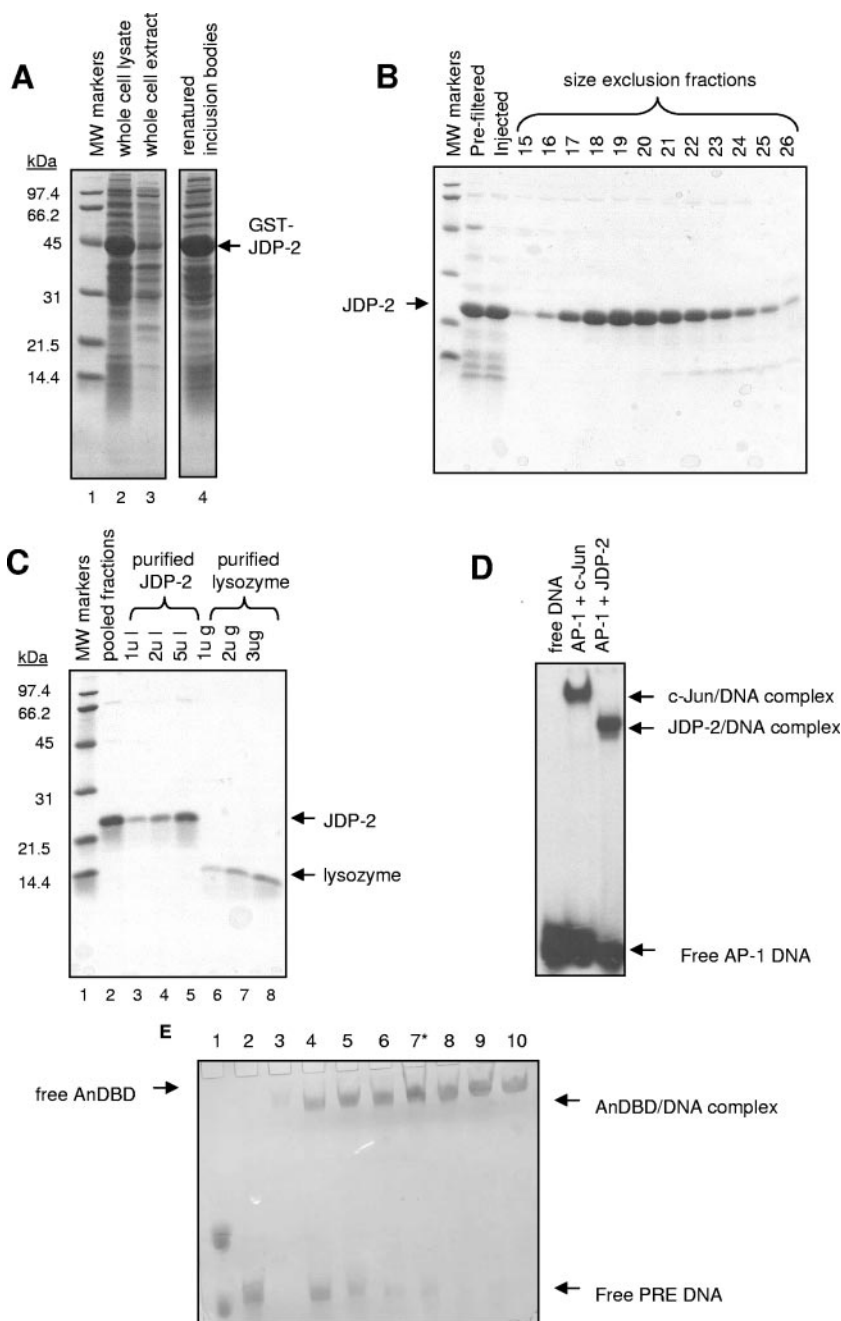 A
MW markers
whole cell lysate
whole cell extract
renatured
inclusion bodies
kDa
97.4
66.2
45
31
21.5
14.4
GST-
JDP-2
1 2 3 4
B
MW markers
Pre-filtered
Injected
size exclusion fractions
15 16 17 18 19 20 21 22 23 24 25 26
JDP-2
C
MW markers
pooled fractions
purified
JDP-2
1u l
2u l
5u l
purified
lysozyme
1u g
2u g
3ug
kDa
97.4
66.2
45
31
21.5
14.4
JDP-2
lysozyme
1 2 3 4 5 6 7 8
D
free DNA
AP-1 + c-Jun
AP-1 + JDP-2
c-Jun/DNA complex
JDP-2/DNA complex
Free AP-1 DNA
E
1 2 3 4 5 6 7* 8 9 10
free AnDBD
AnDBD/DNA complex
Free PRE DNA